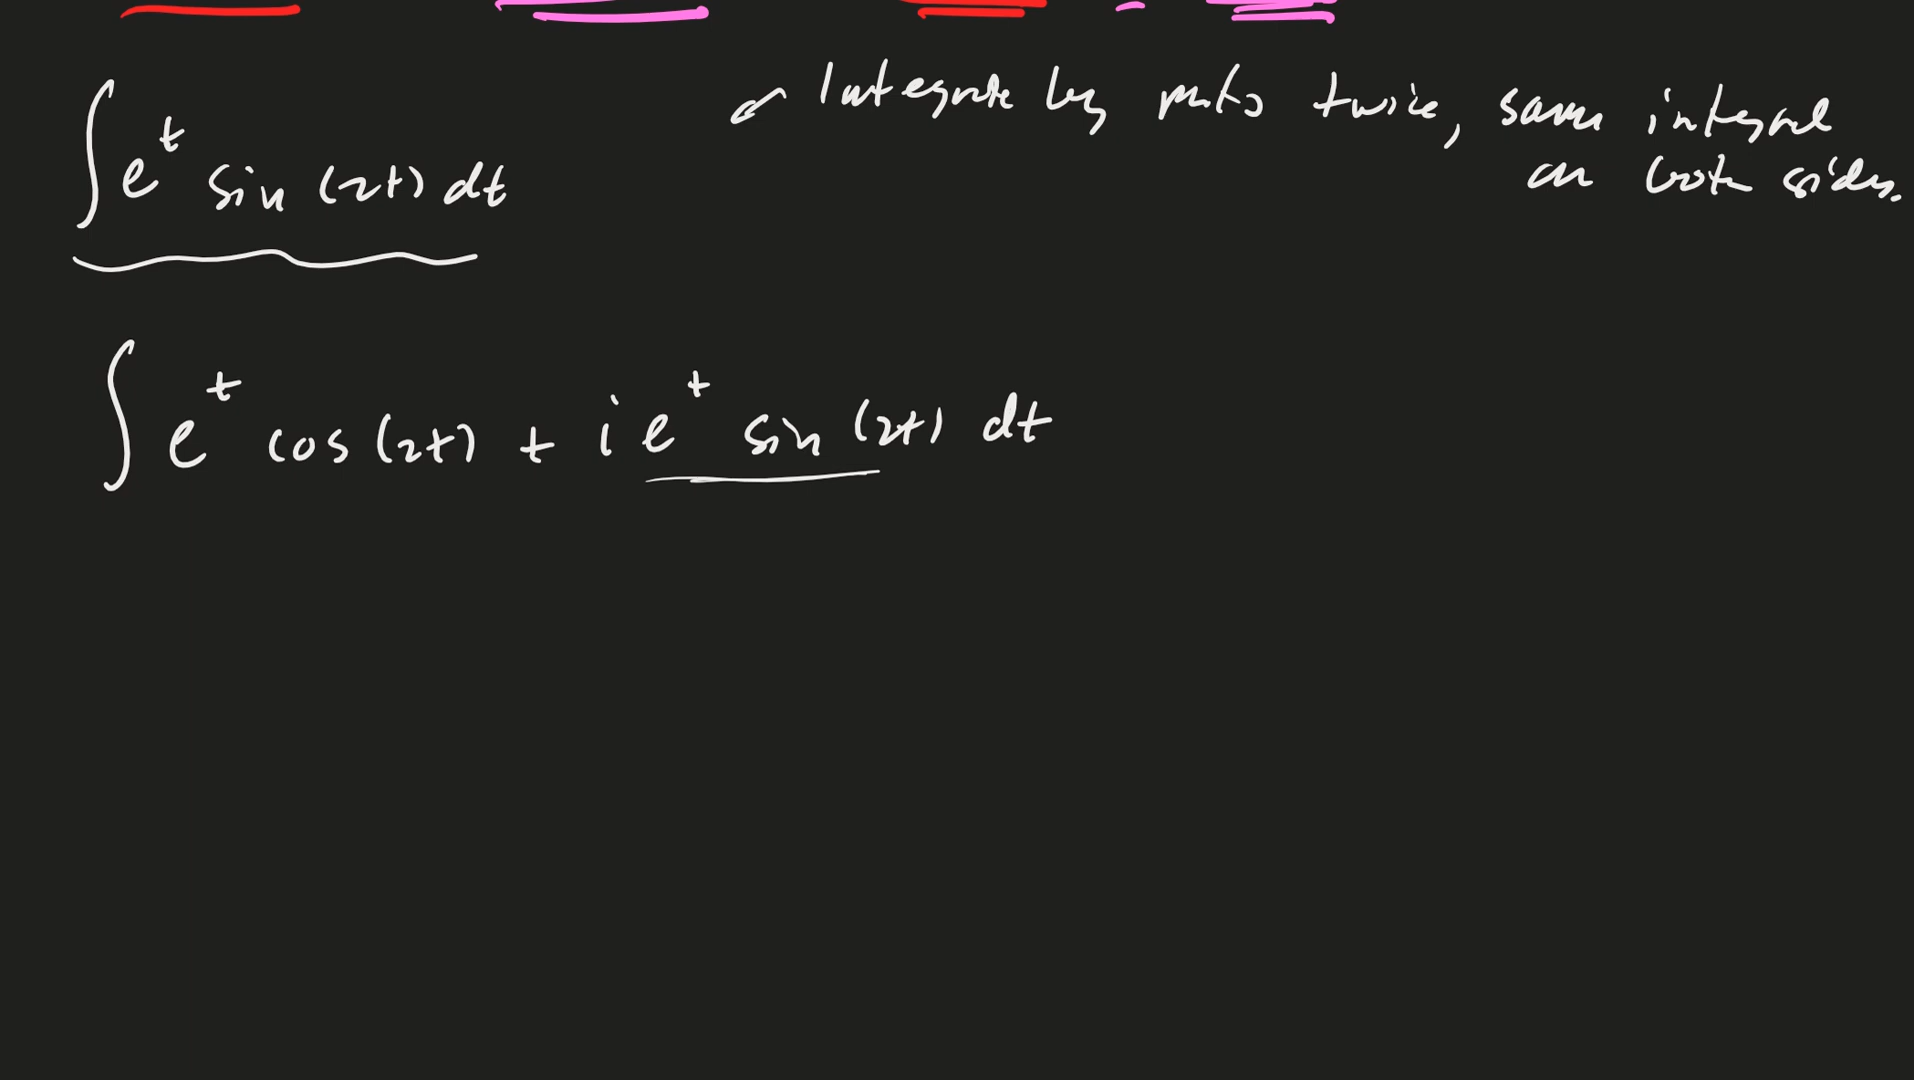 ∫ e^t sin(2t) dt
← Integrate by parts twice, same integral
on both sides.
∫ e^t cos(2t) + i e^t sin(2t) dt